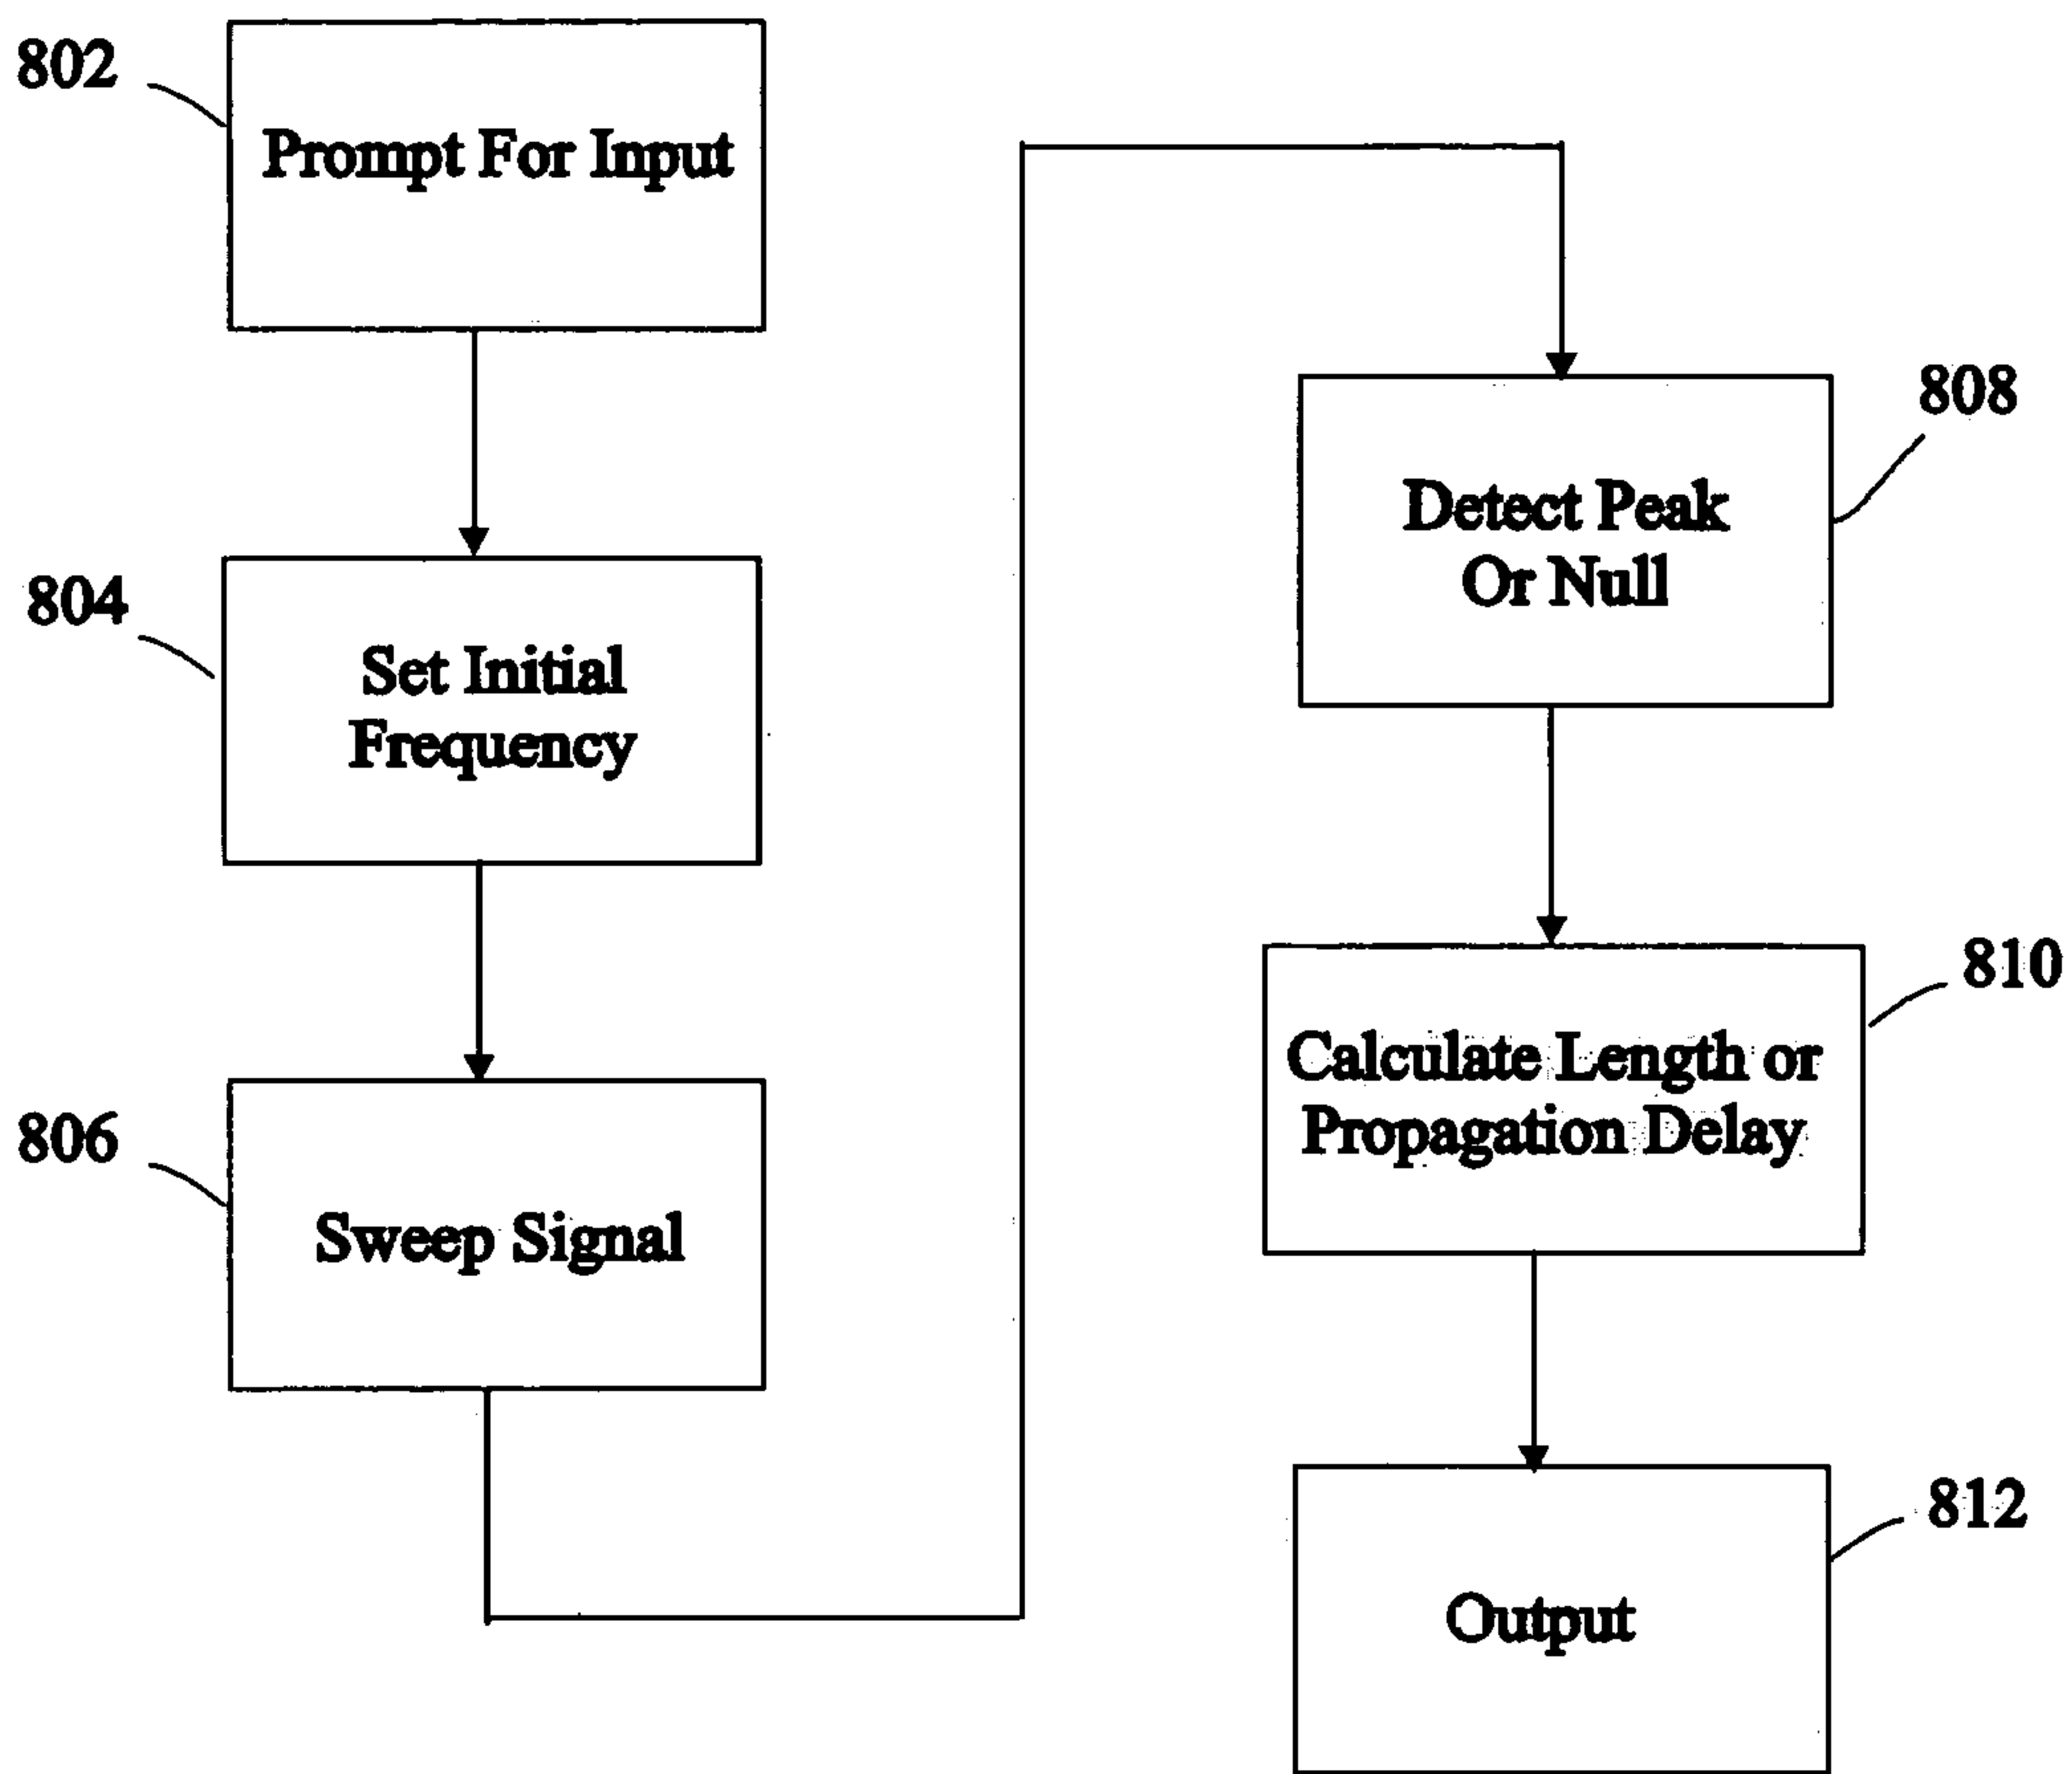 802
Prompt For Input
804
Set Initial
Frequency
806
Sweep Signal
808
Detect Peak
Or Null
810
Calculate Length or
Propagation Delay
812
Output